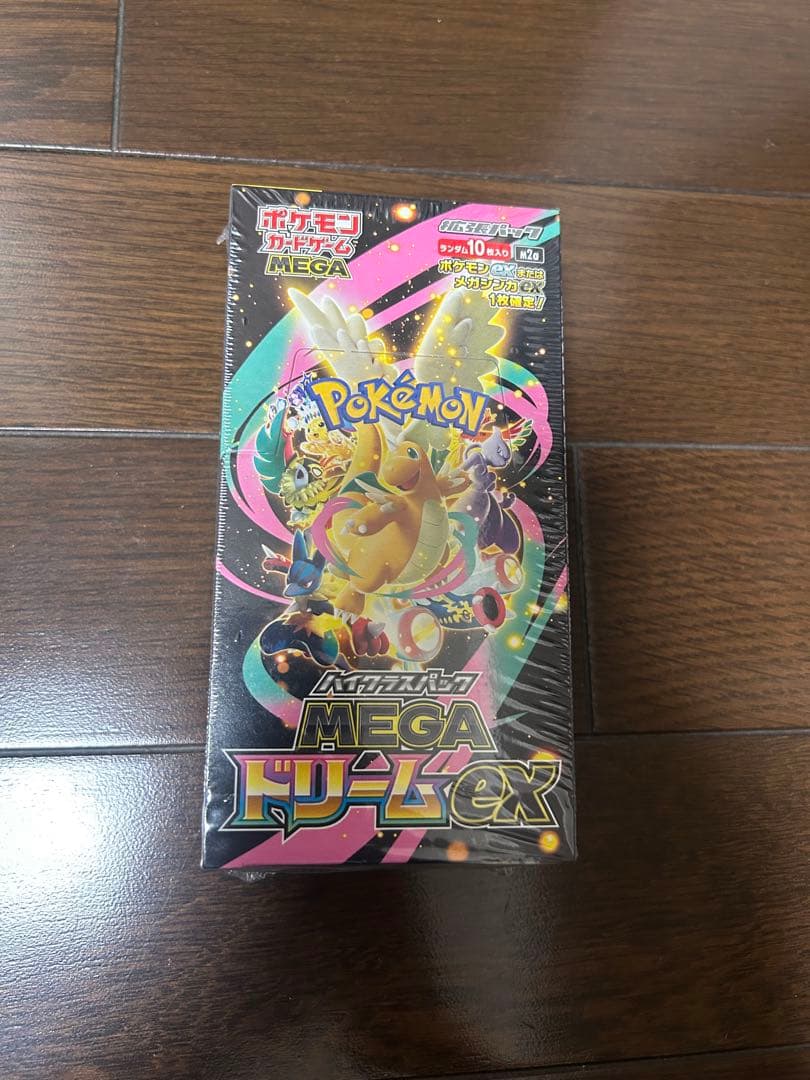 ポケモン
カードゲーム
MEGA
拡張パック
ランダム10枚入り
M2a
ポケモンexまたは
メガシンカex
1枚確定!
POKÉMON
ハイクラスパック
MEGA
ドリームex